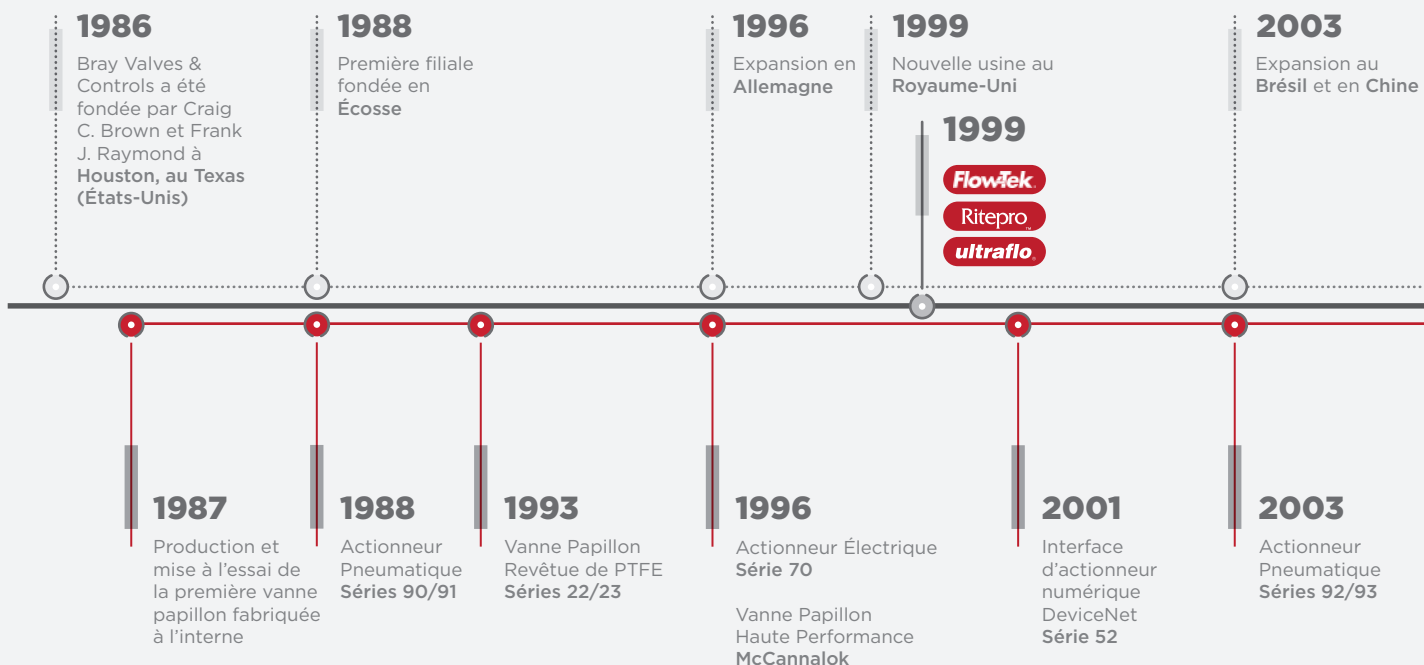 1986
Bray Valves &
Controls a été
fondée par Craig
C. Brown et Frank
J. Raymond à
Houston, au Texas
(États-Unis)
1988
Première filiale
fondée en
Écosse
1996
Expansion en
Allemagne
1999
Nouvelle usine au
Royaume-Uni
1999
Flow-Tek
Ritepro™
ultraflo
2003
Expansion au
Brésil et en Chine
1987
Production et
mise à l'essai de
la première vanne
papillon fabriquée
à l'interne
1988
Actionneur
Pneumatique
Séries 90/91
1993
Vanne Papillon
Revêtue de PTFE
Séries 22/23
1996
Actionneur Électrique
Série 70
Vanne Papillon
Haute Performance
McCannalok
2001
Interface
d'actionneur
numérique
DeviceNet
Série 52
2003
Actionneur
Pneumatique
Séries 92/93